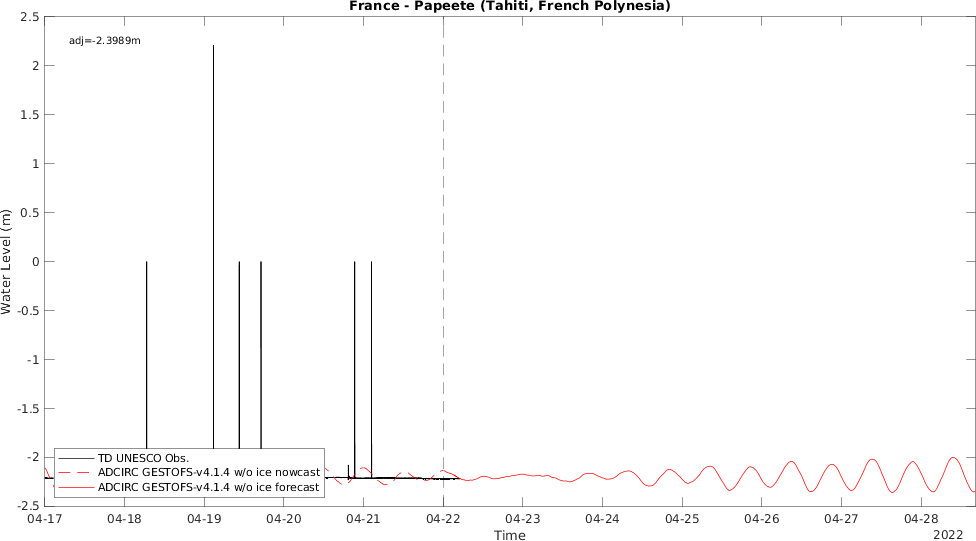 France - Papeete (Tahiti, French Polynesia)
adj=-2.3989m
2.5
2
1.5
1
0.5
0
-0.5
-1
-1.5
-2
-2.5
Water Level (m)
TD UNESCO Obs.
ADCIRC GESTOFS-v4.1.4 w/o ice nowcast
ADCIRC GESTOFS-v4.1.4 w/o ice forecast
04-17 04-18 04-19 04-20 04-21 04-22 04-23 04-24 04-25 04-26 04-27 04-28
Time
2022